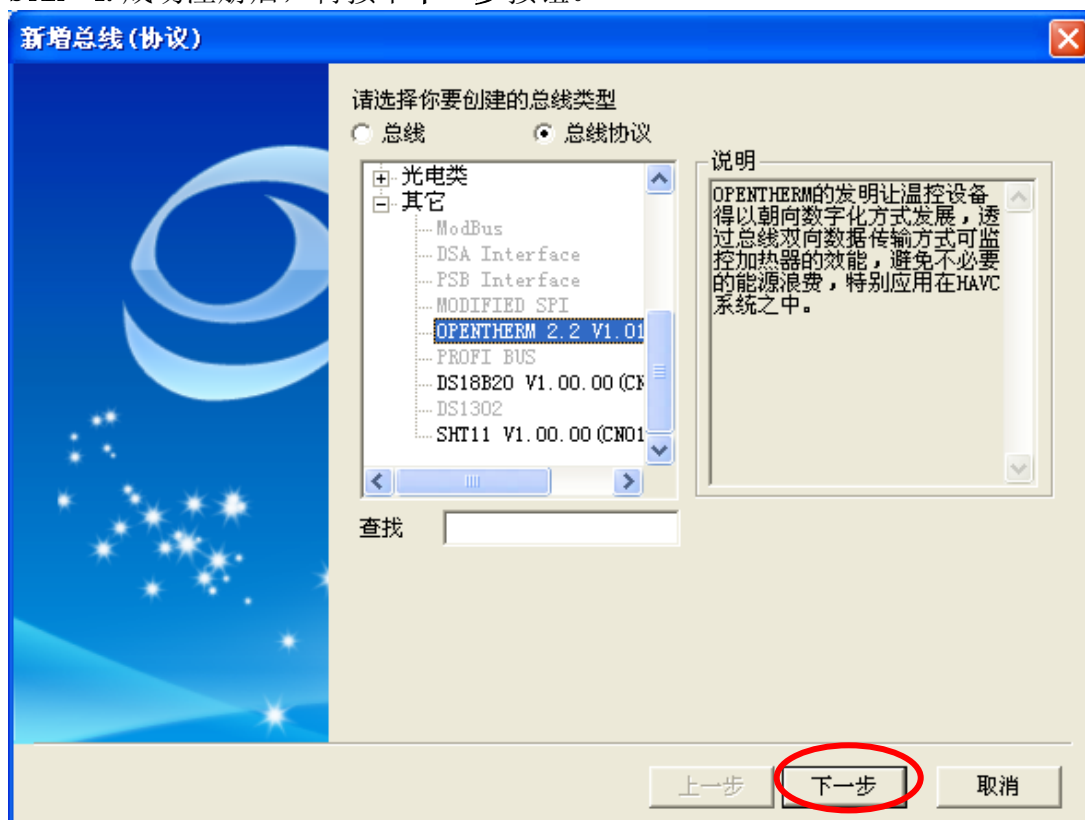 新增总线(协议)
请选择你要创建的总线类型
总线
总线协议
光电类
其它
ModBus
DSA Interface
PSB Interface
MODIFIED SPI
OPENTHERM 2.2 V1.01
PROFI BUS
DS18B20 V1.00.00(CN
DS1302
SHT11 V1.00.00(CN01
查找
说明
OPENTHERM的发明让温控设备
得以朝向数字化方式发展，透
过总线双向数据传输方式可监
控加热器的效能，避免不必要
的能源浪费，特别应用在HAVC
系统之中。
上一步
下一步
取消